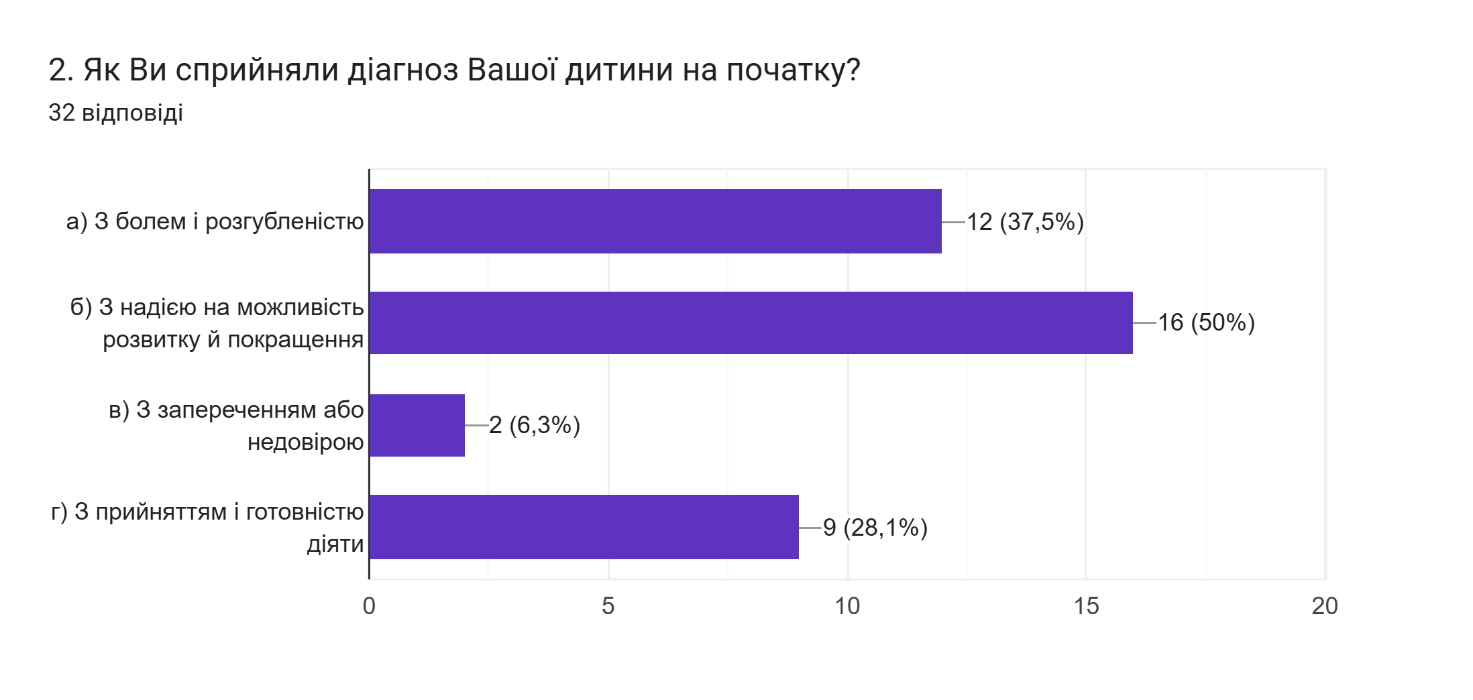 2. Як Ви сприйняли діагноз Вашої дитини на початку?
32 відповіді
а) З болем і розгубленістю
12 (37,5%)
б) З надією на можливість
розвитку й покращення
16 (50%)
в) З запереченням або
недовірою
2 (6,3%)
г) З прийняттям і готовністю
діяти
9 (28,1%)
0 5 10 15 20